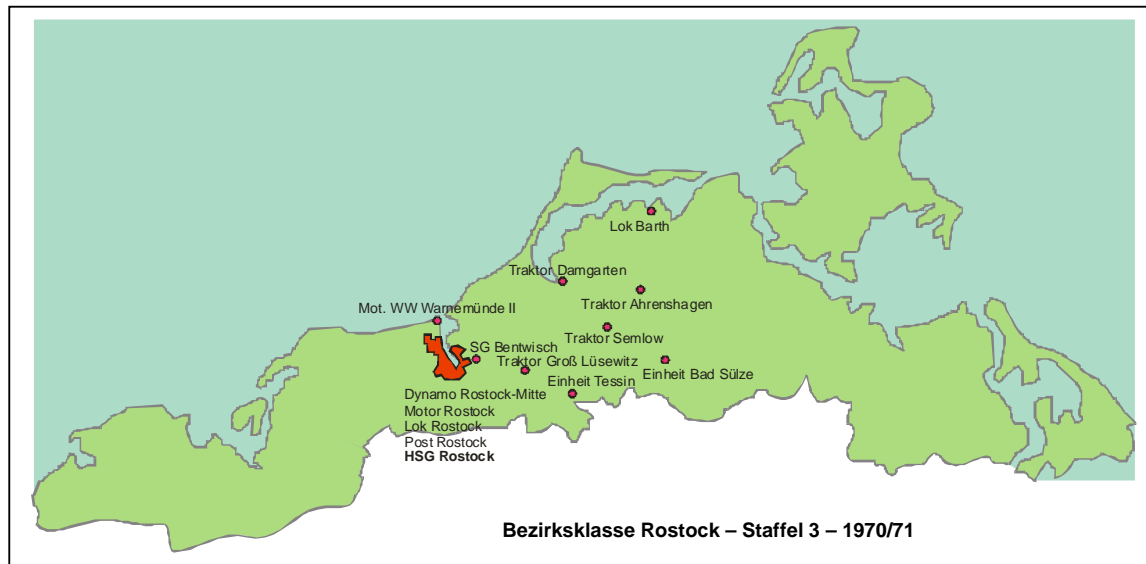 Lok Barth
Traktor Damgarten
Traktor Ahrenshagen
Mot. WW Warnemünde II
Traktor Semlow
SG Bentwisch
Traktor Groß Lüsewitz
Einheit Bad Sülze
Einheit Tessin
Dynamo Rostock-Mitte
Motor Rostock
Lok Rostock
Post Rostock
HSG Rostock
Bezirksklasse Rostock – Staffel 3 – 1970/71